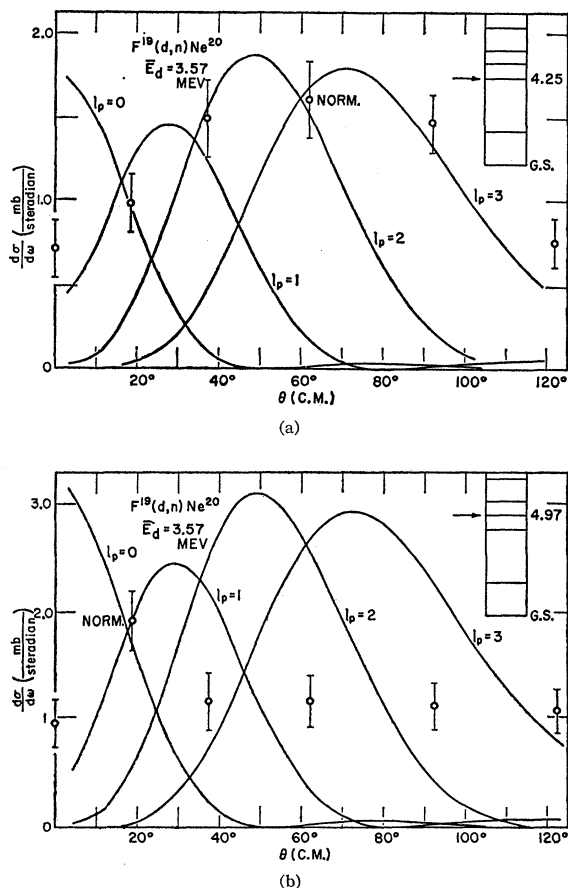 2.0
1.0
0
dσ/dω (mb/steradian)
F¹⁹(d,n)Ne²⁰
E̅d = 3.57
MEV
lp=0
lp=1
lp=2
lp=3
NORM.
4.25
G.S.
20° 40° 60° 80° 100° 120°
θ (C.M.)
(a)
3.0
2.0
1
0
dσ/dω (mb/steradian)
F¹⁹(d,n)Ne²⁰
E̅d = 3.57
MEV
lp=0
lp=1
lp=2
lp=3
NORM.
4.97
G.S.
20° 40° 60° 80° 100° 120°
θ (C.M.)
(b)